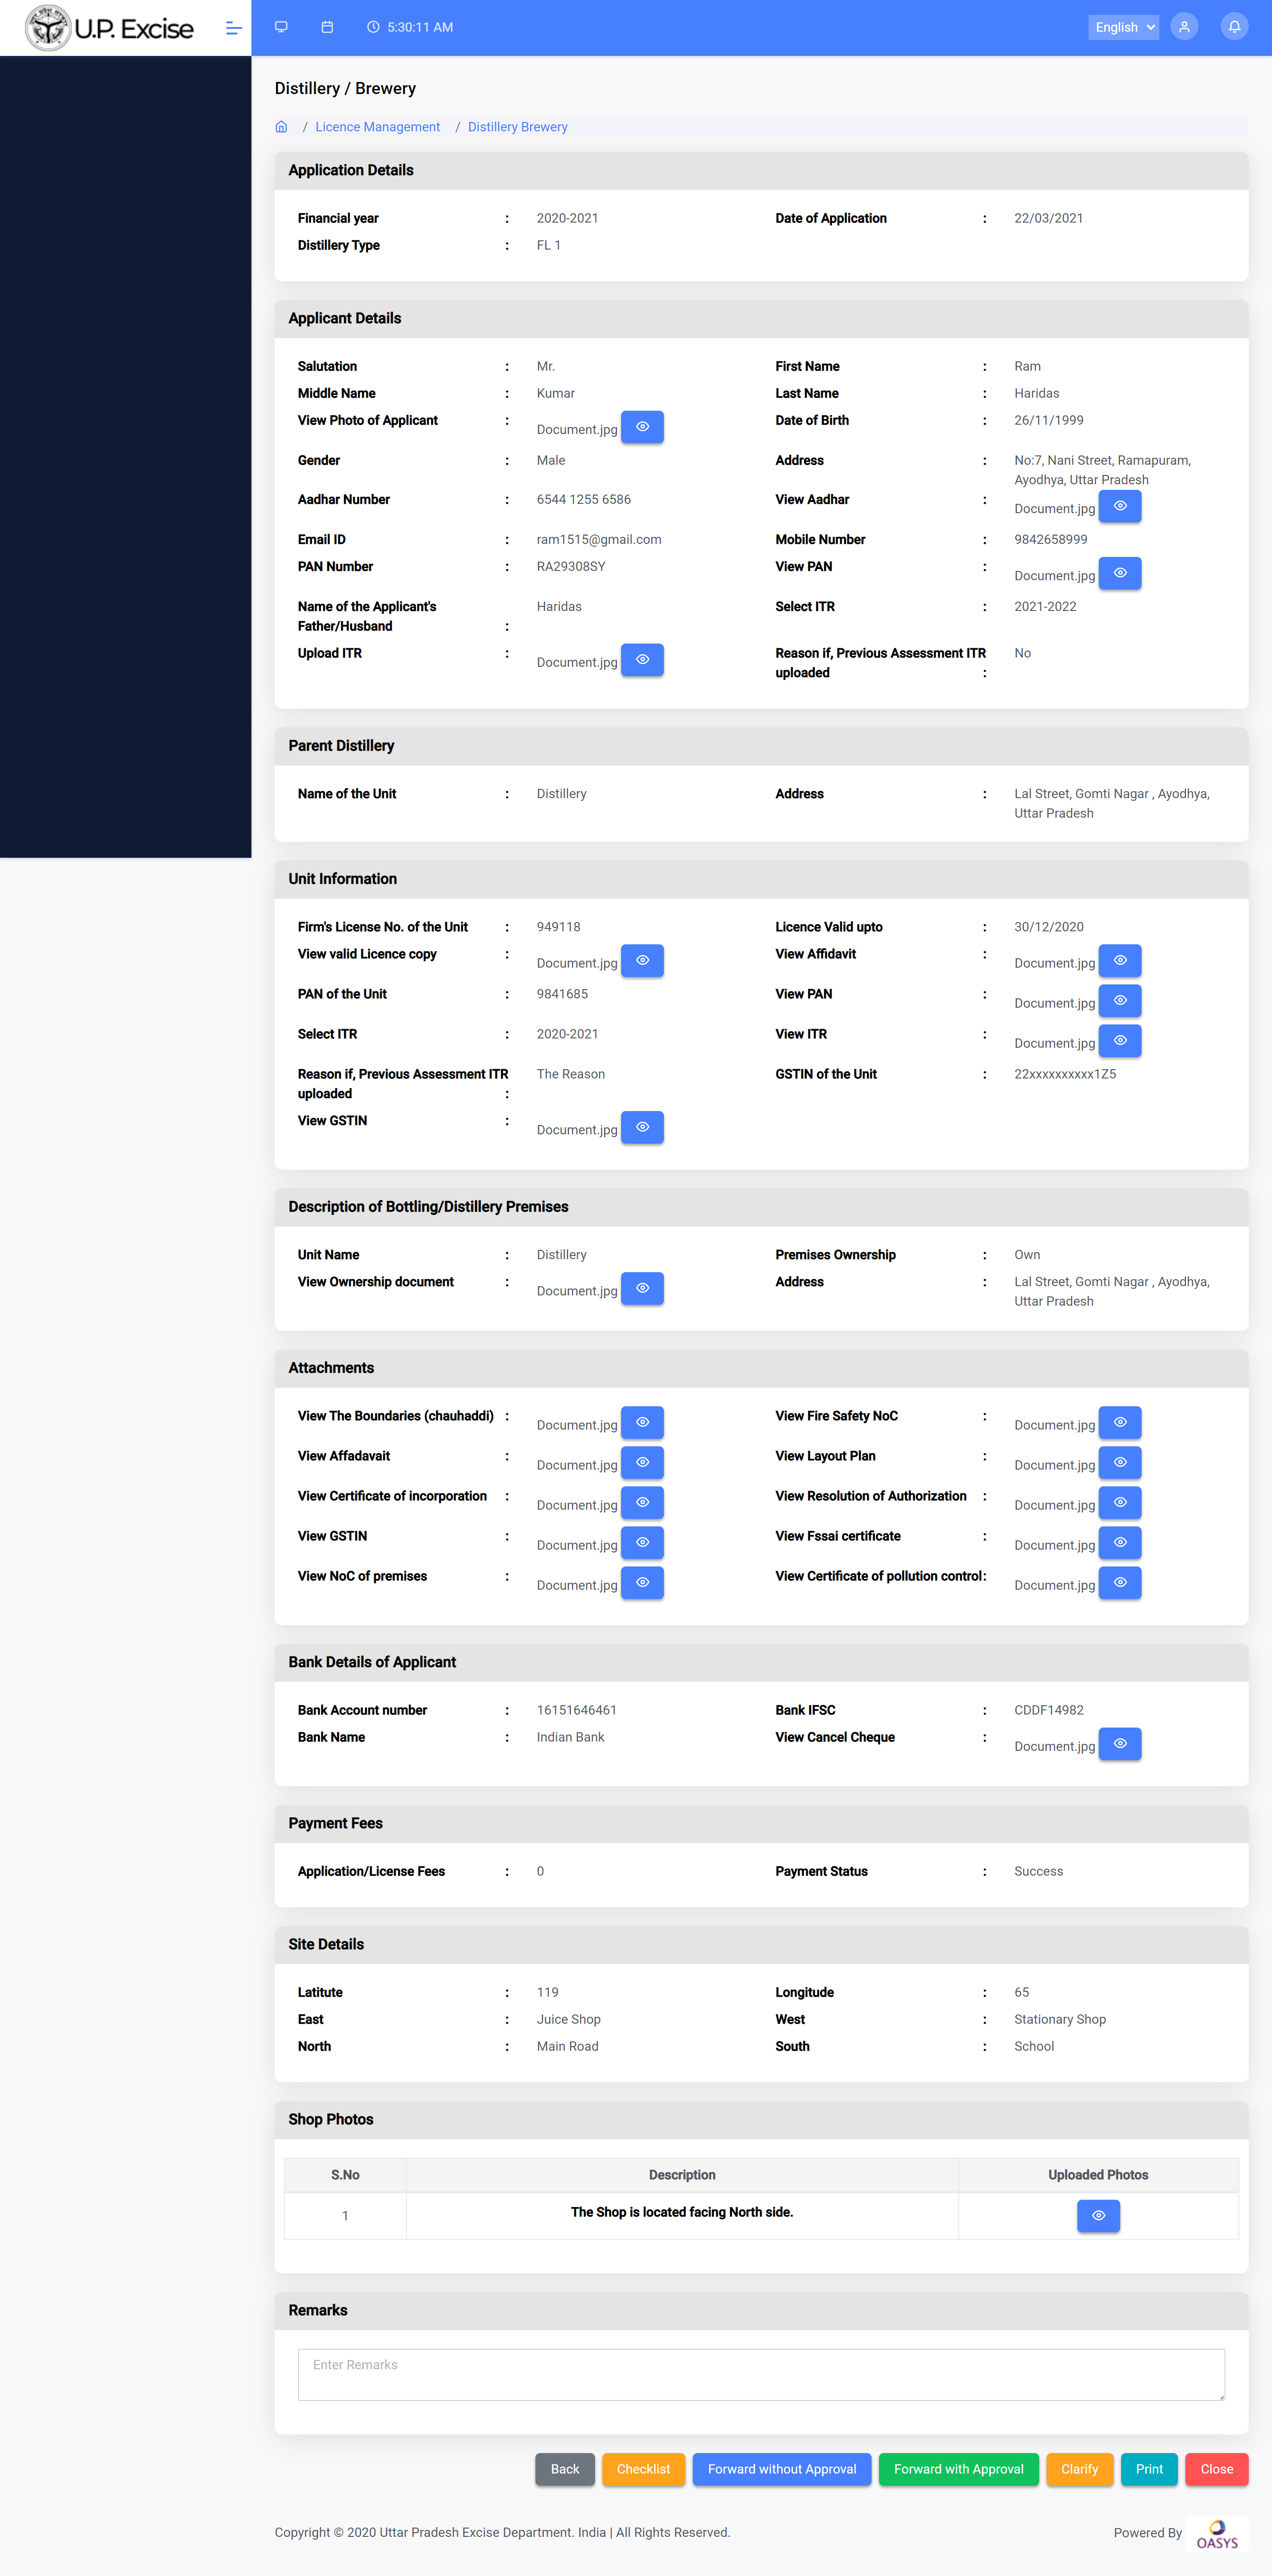 U.P. Excise
5:30:11 AM
English
Distillery / Brewery
/ Licence Management / Distillery Brewery
Application Details
Financial year : 2020-2021 Date of Application : 22/03/2021
Distillery Type : FL 1
Applicant Details
Salutation : Mr. First Name : Ram
Middle Name : Kumar Last Name : Haridas
View Photo of Applicant : Document.jpg Date of Birth : 26/11/1999
Gender : Male Address : No:7, Nani Street, Ramapuram,
Ayodhya, Uttar Pradesh
Aadhar Number : 6544 1255 6586 View Aadhar : Document.jpg
Email ID : ram1515@gmail.com Mobile Number : 9842658999
PAN Number : RA29308SY View PAN : Document.jpg
Name of the Applicant's Haridas Select ITR : 2021-2022
Father/Husband :
Upload ITR : Document.jpg Reason if, Previous Assessment ITR No
uploaded :
Parent Distillery
Name of the Unit : Distillery Address : Lal Street, Gomti Nagar , Ayodhya,
Uttar Pradesh
Unit Information
Firm's License No. of the Unit : 949118 Licence Valid upto : 30/12/2020
View valid Licence copy : Document.jpg View Affidavit : Document.jpg
PAN of the Unit : 9841685 View PAN : Document.jpg
Select ITR : 2020-2021 View ITR : Document.jpg
Reason if, Previous Assessment ITR The Reason GSTIN of the Unit : 22xxxxxxxxxx1Z5
uploaded :
View GSTIN : Document.jpg
Description of Bottling/Distillery Premises
Unit Name : Distillery Premises Ownership : Own
View Ownership document : Document.jpg Address : Lal Street, Gomti Nagar , Ayodhya,
Uttar Pradesh
Attachments
View The Boundaries (chauhaddi) : Document.jpg View Fire Safety NoC : Document.jpg
View Affadavait : Document.jpg View Layout Plan : Document.jpg
View Certificate of incorporation : Document.jpg View Resolution of Authorization : Document.jpg
View GSTIN : Document.jpg View Fssai certificate : Document.jpg
View NoC of premises : Document.jpg View Certificate of pollution control : Document.jpg
Bank Details of Applicant
Bank Account number : 16151646461 Bank IFSC : CDDF14982
Bank Name : Indian Bank View Cancel Cheque : Document.jpg
Payment Fees
Application/License Fees : 0 Payment Status : Success
Site Details
Latitute : 119 Longitude : 65
East : Juice Shop West : Stationary Shop
North : Main Road South : School
Shop Photos
S.No Description Uploaded Photos
1 The Shop is located facing North side.
Remarks
Enter Remarks
Back Checklist Forward without Approval Forward with Approval Clarify Print Close
Copyright © 2020 Uttar Pradesh Excise Department. India | All Rights Reserved. Powered By OASYS